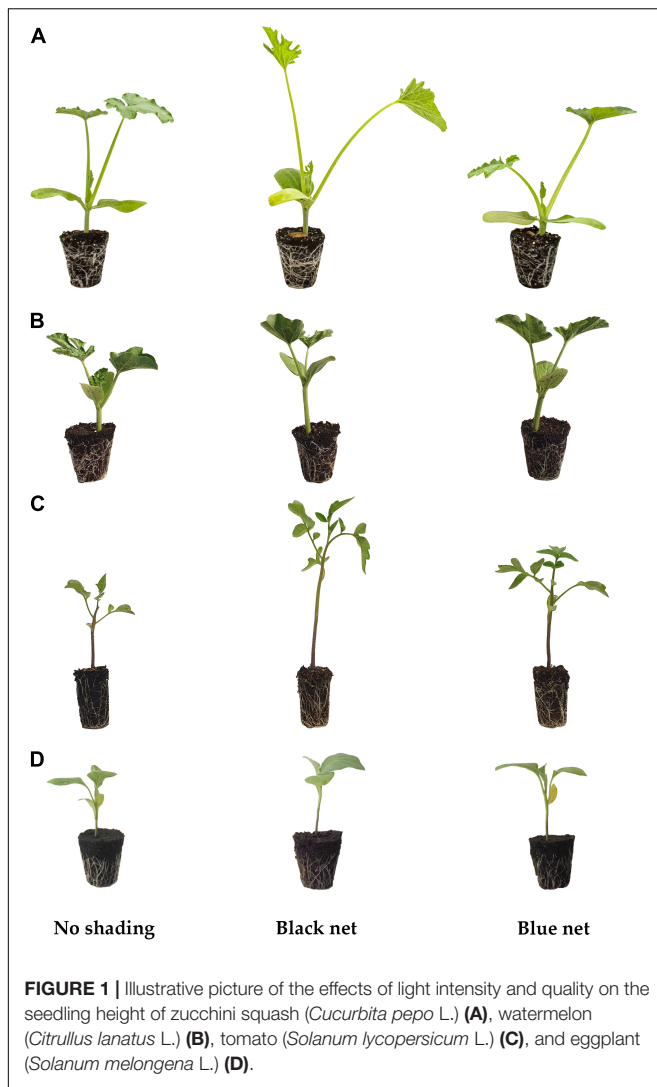 A
B
C
D
No shading Black net Blue net
FIGURE 1 | Illustrative picture of the effects of light intensity and quality on the
seedling height of zucchini squash (Cucurbita pepo L.) (A), watermelon
(Citrullus lanatus L.) (B), tomato (Solanum lycopersicum L.) (C), and eggplant
(Solanum melongena L.) (D).